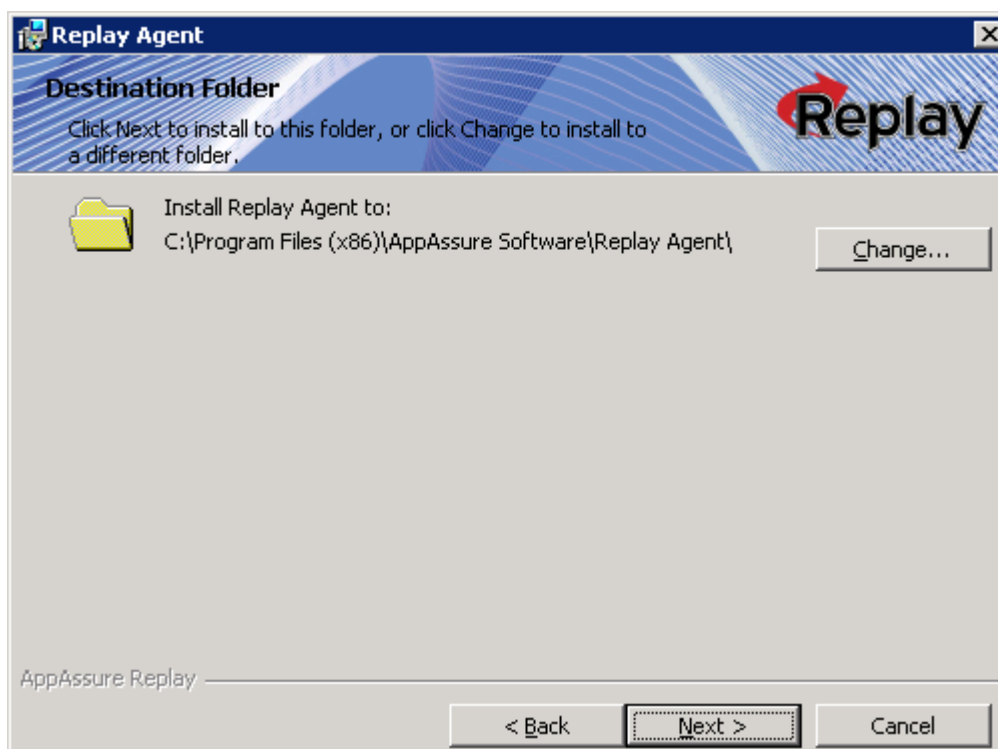 Replay Agent
Destination Folder
Click Next to install to this folder, or click Change to install to
a different folder.
Replay
Install Replay Agent to:
C:\Program Files (x86)\AppAssure Software\Replay Agent\
Change...
AppAssure Replay
< Back
Next >
Cancel